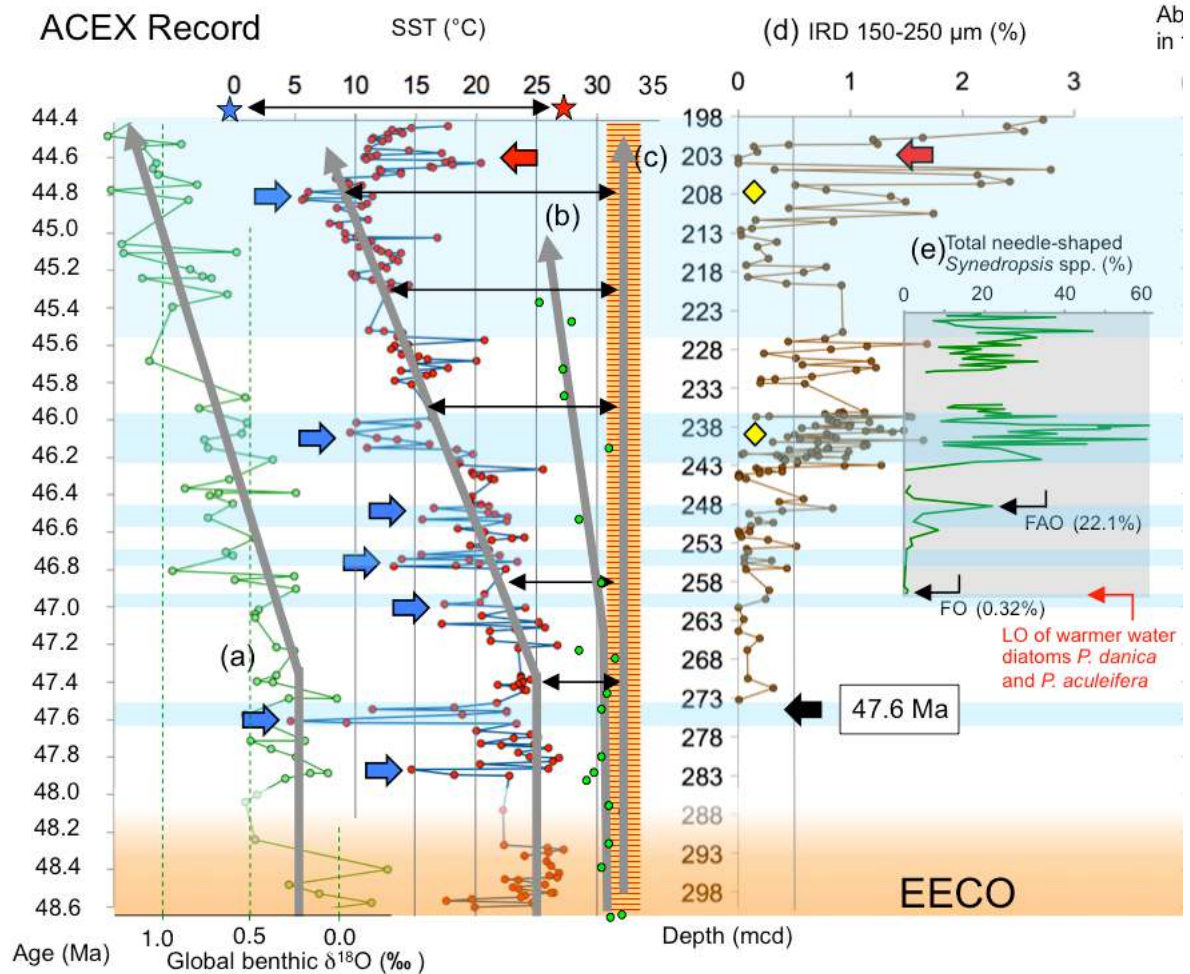 ACEX Record
SST (°C)
(d) IRD 150-250 µm (%)
Ab
in
0 5 10 15 20 25 30 35
0 1 2 3
44.4
44.6
44.8
45.0
45.2
45.4
45.6
45.8
46.0
46.2
46.4
46.6
46.8
47.0
47.2
47.4
47.6
47.8
48.0
48.2
48.4
48.6
(a)
(b)
(c)
198
203
208
213
218
223
228
233
238
243
248
253
258
263
268
273
278
283
288
293
298
(e) Total needle-shaped
Synedropsis spp. (%)
0 20 40 60
FAO (22.1%)
FO (0.32%)
LO of warmer water
diatoms P. danica
and P. aculeifera
47.6 Ma
EECO
1.0 0.5 0.0
Age (Ma)
Global benthic δ18O (‰)
Depth (mcd)